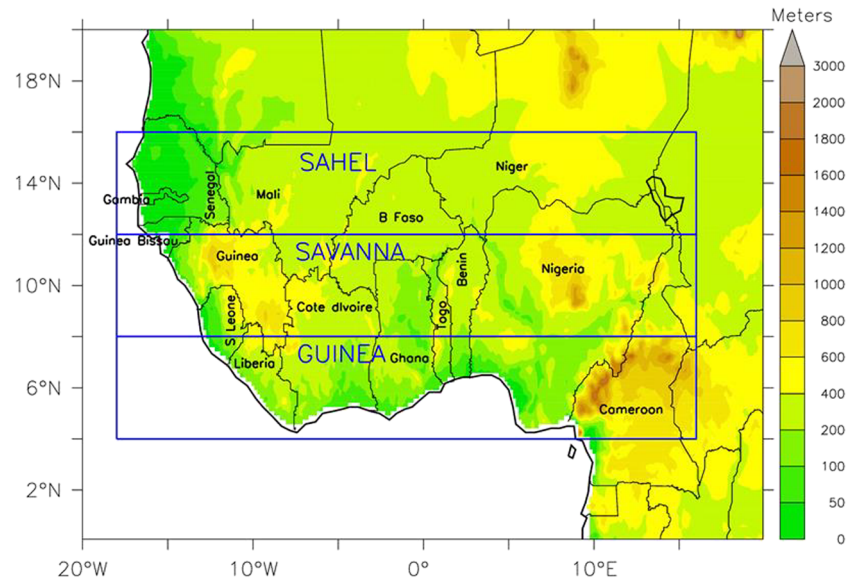 Meters
18°N
14°N
10°N
6°N
2°N
20°W
10°W
0°
10°E
3000
2000
1800
1600
1400
1200
1000
800
600
400
200
100
50
0
SAHEL
Niger
Senegal
Mali
Gambia
B Faso
Guinea Bissau
SAVANNA
Guinea
Benin
Nigeria
S Leone
Cote dIvoire
Togo
GUINEA
Ghana
Liberia
Cameroon